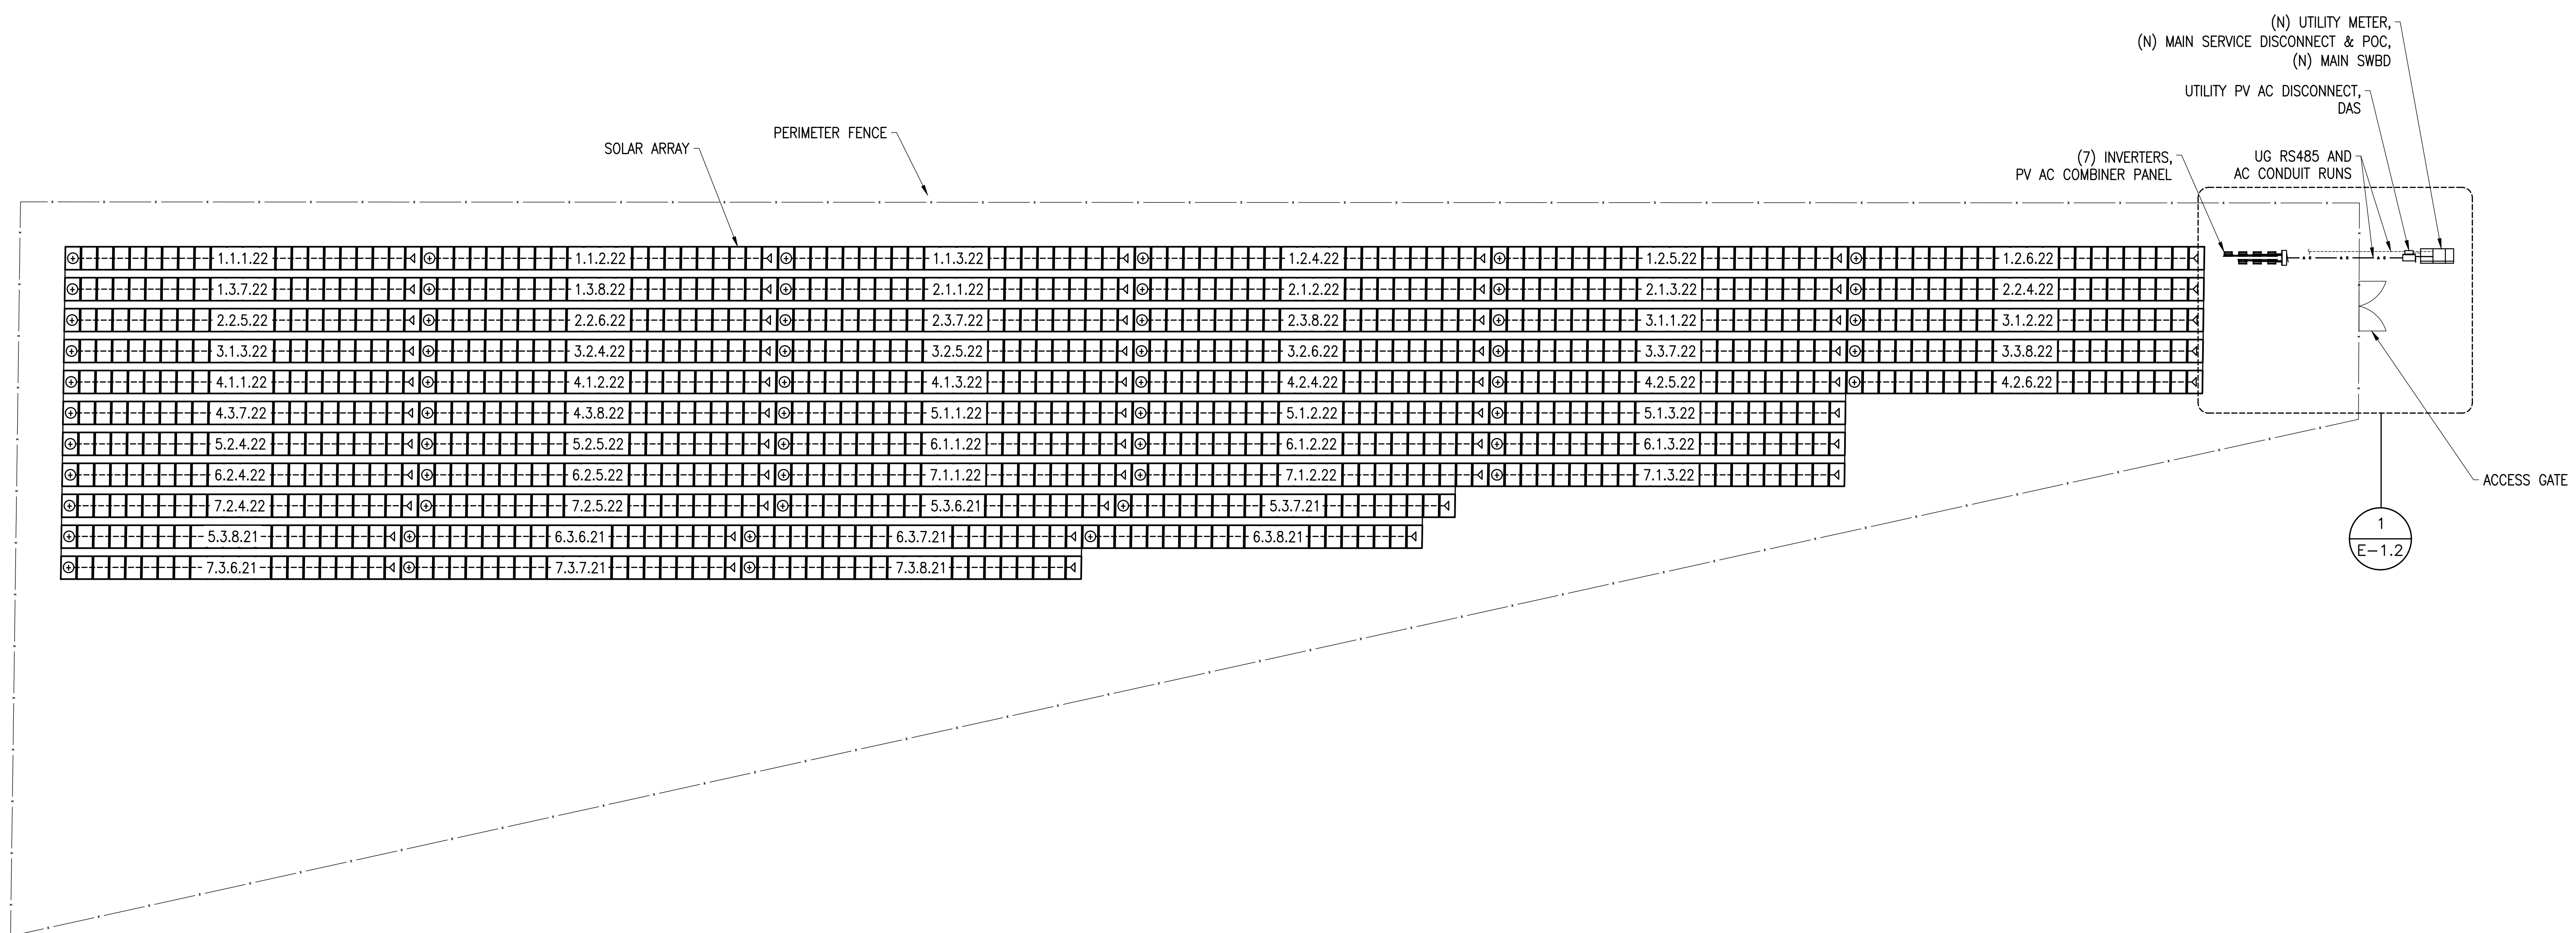 (N) UTILITY METER,
(N) MAIN SERVICE DISCONNECT & POC,
(N) MAIN SWBD
UTILITY PV AC DISCONNECT,
DAS
PERIMETER FENCE
SOLAR ARRAY
(7) INVERTERS,
PV AC COMBINER PANEL
UG RS485 AND
AC CONDUIT RUNS
1.1.1.22 1.1.2.22 1.1.3.22 1.2.4.22 1.2.5.22 1.2.6.22
1.3.7.22 1.3.8.22 2.1.1.22 2.1.2.22 2.1.3.22 2.2.4.22
2.2.5.22 2.2.6.22 2.3.7.22 2.3.8.22 3.1.1.22 3.1.2.22
3.1.3.22 3.2.4.22 3.2.5.22 3.2.6.22 3.3.7.22 3.3.8.22
4.1.1.22 4.1.2.22 4.1.3.22 4.2.4.22 4.2.5.22 4.2.6.22
4.3.7.22 4.3.8.22 5.1.1.22 5.1.2.22 5.1.3.22
5.2.4.22 5.2.5.22 6.1.1.22 6.1.2.22 6.1.3.22
6.2.4.22 6.2.5.22 7.1.1.22 7.1.2.22 7.1.3.22
7.2.4.22 7.2.5.22 5.3.6.21 5.3.7.21
5.3.8.21 6.3.6.21 6.3.7.21 6.3.8.21
7.3.6.21 7.3.7.21 7.3.8.21
ACCESS GATE
1
E-1.2